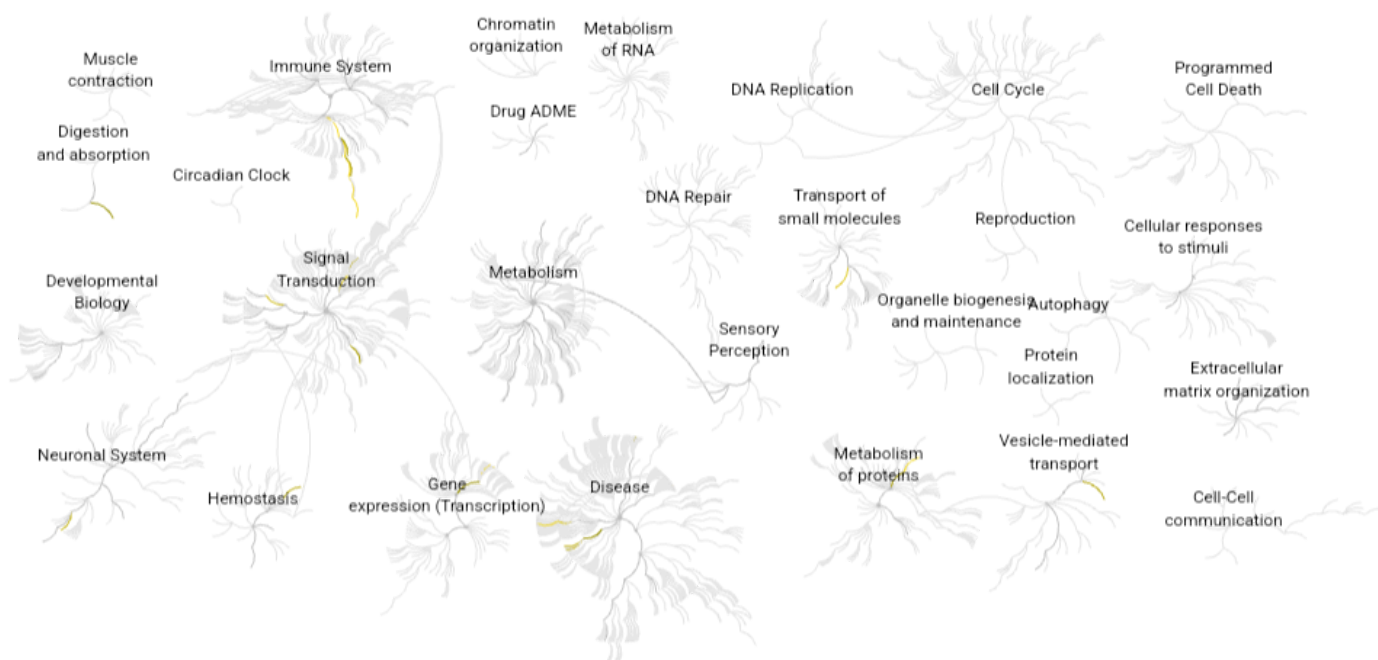 Muscle
contraction
Immune System
Chromatin
organization
Metabolism
of RNA
DNA Replication
Cell Cycle
Programmed
Cell Death
Drug ADME
Digestion
and absorption
Circadian Clock
DNA Repair
Transport of
small molecules
Reproduction
Cellular responses
to stimuli
Signal
Transduction
Metabolism
Developmental
Biology
Organelle biogenesis
and maintenance
Autophagy
Sensory
Perception
Protein
localization
Extracellular
matrix organization
Neuronal System
Hemostasis
Gene
expression (Transcription)
Disease
Metabolism
of proteins
Vesicle-mediated
transport
Cell-Cell
communication